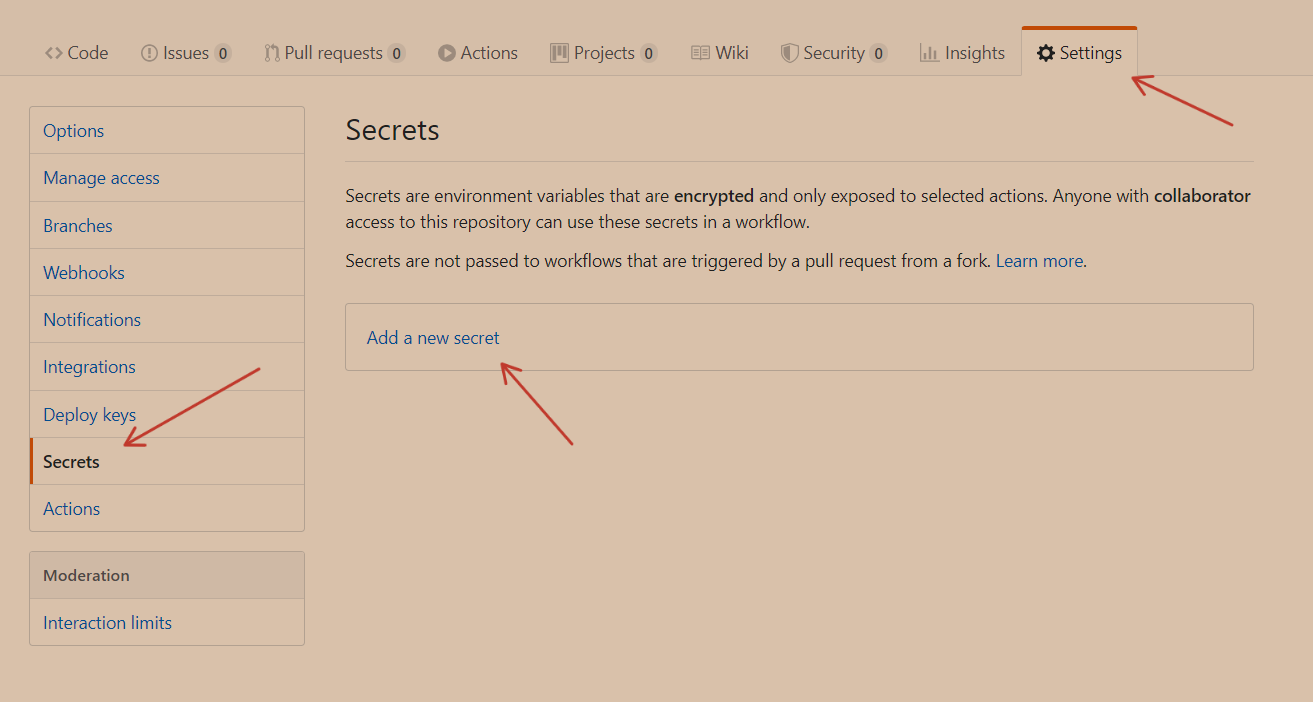 Code Issues 0 Pull requests 0 Actions Projects 0 Wiki Security 0 Insights Settings
Options
Manage access
Branches
Webhooks
Notifications
Integrations
Deploy keys
Secrets
Actions
Moderation
Interaction limits
Secrets
Secrets are environment variables that are encrypted and only exposed to selected actions. Anyone with collaborator
access to this repository can use these secrets in a workflow.
Secrets are not passed to workflows that are triggered by a pull request from a fork. Learn more.
Add a new secret